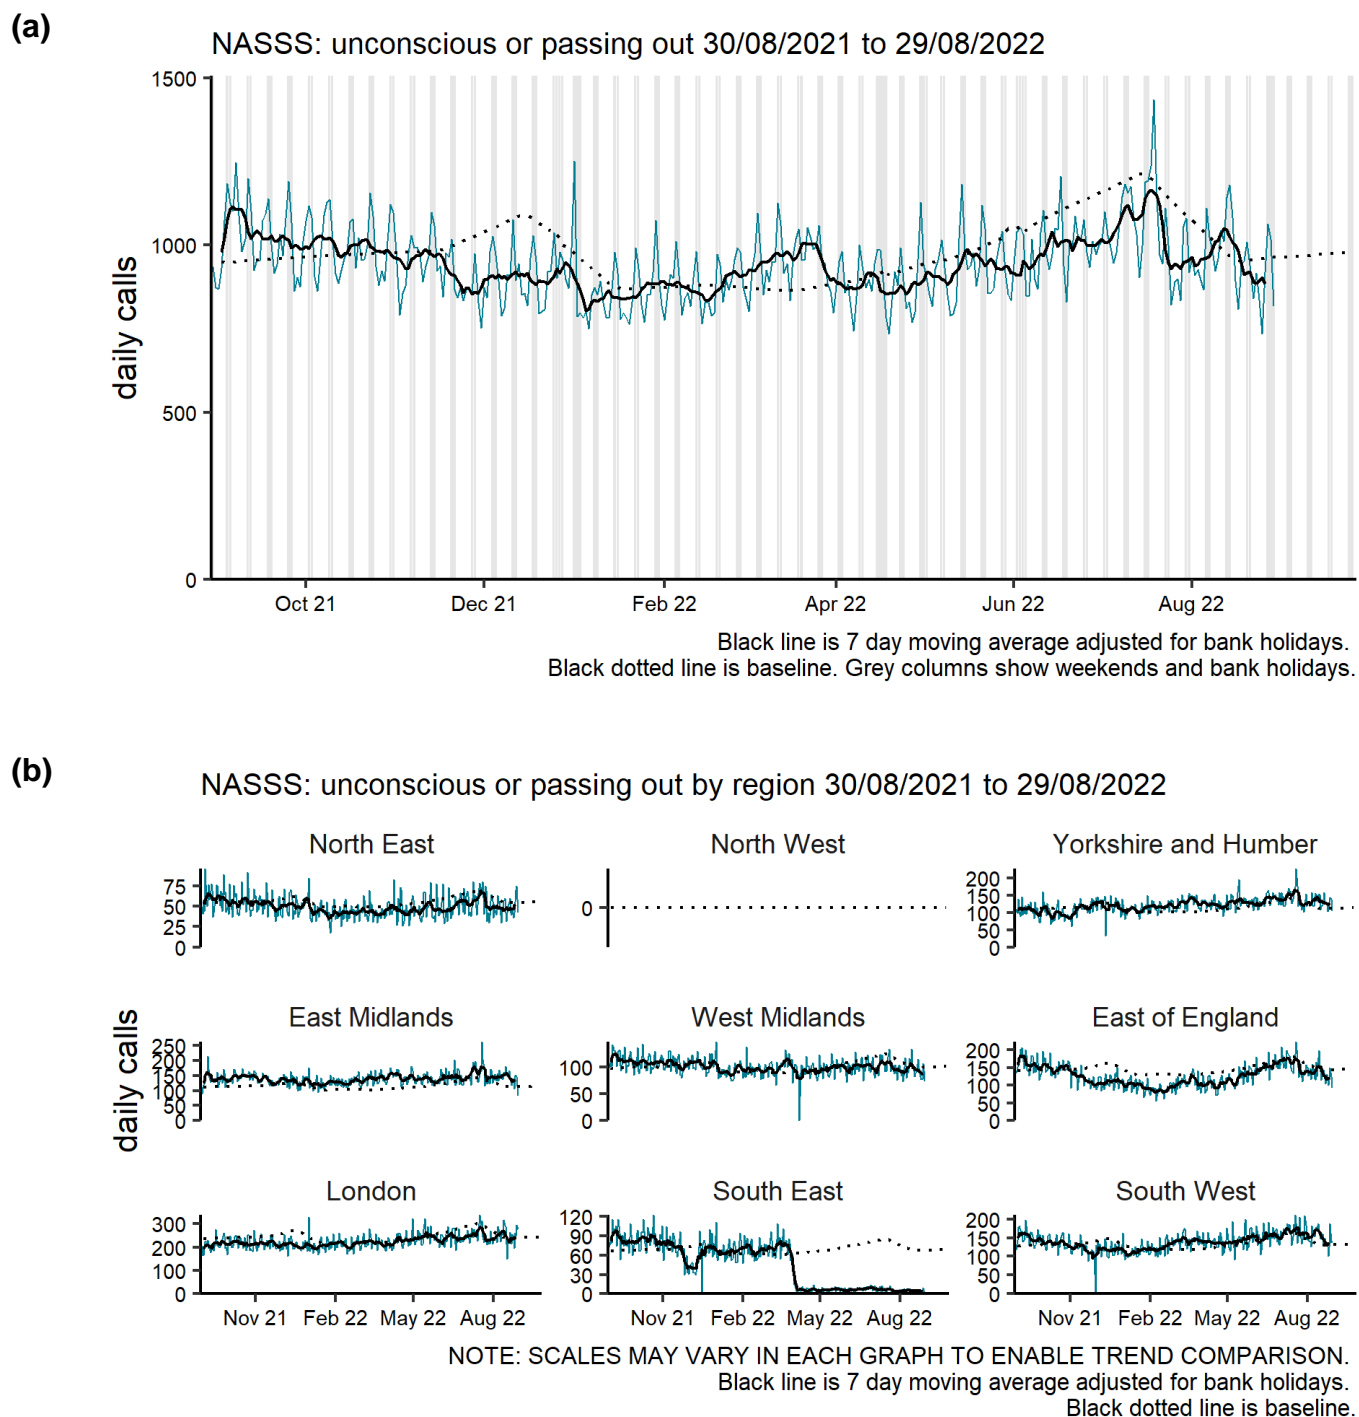 (a)
NASSS: unconscious or passing out 30/08/2021 to 29/08/2022
1500
1000
500
0
daily calls
Oct 21 Dec 21 Feb 22 Apr 22 Jun 22 Aug 22
Black line is 7 day moving average adjusted for bank holidays.
Black dotted line is baseline. Grey columns show weekends and bank holidays.
(b)
NASSS: unconscious or passing out by region 30/08/2021 to 29/08/2022
daily calls
North East
75
50
25
0
North West
0
Yorkshire and Humber
200
150
100
50
0
East Midlands
250
200
150
100
50
0
West Midlands
100
50
0
East of England
200
150
100
50
0
London
300
200
100
0
Nov 21 Feb 22 May 22 Aug 22
South East
120
90
60
30
0
Nov 21 Feb 22 May 22 Aug 22
South West
200
150
100
50
0
Nov 21 Feb 22 May 22 Aug 22
NOTE: SCALES MAY VARY IN EACH GRAPH TO ENABLE TREND COMPARISON.
Black line is 7 day moving average adjusted for bank holidays.
Black dotted line is baseline.